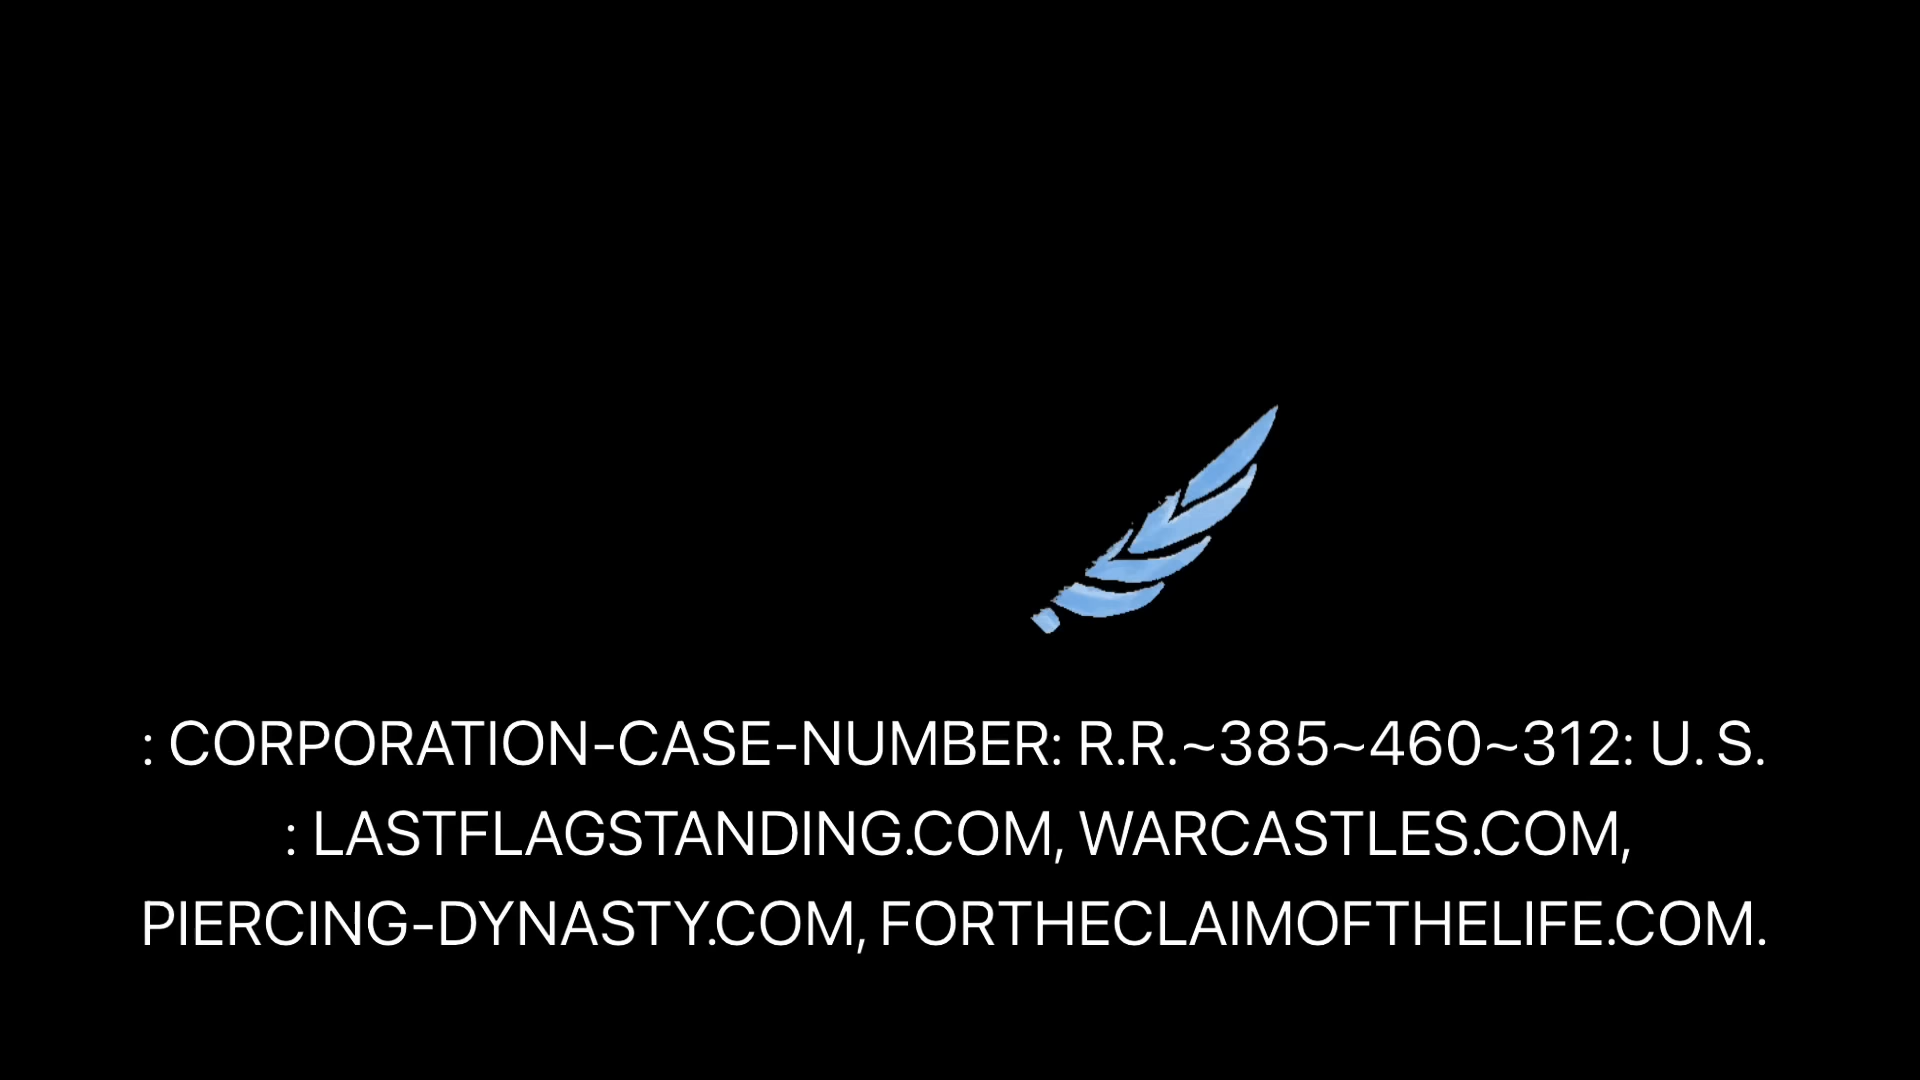 : CORPORATION-CASE-NUMBER: R.R.~385~460~312: U. S.
: LASTFLAGSTANDING.COM, WARCASTLES.COM,
PIERCING-DYNASTY.COM, FORTHECLAIMOFTHELIFE.COM.